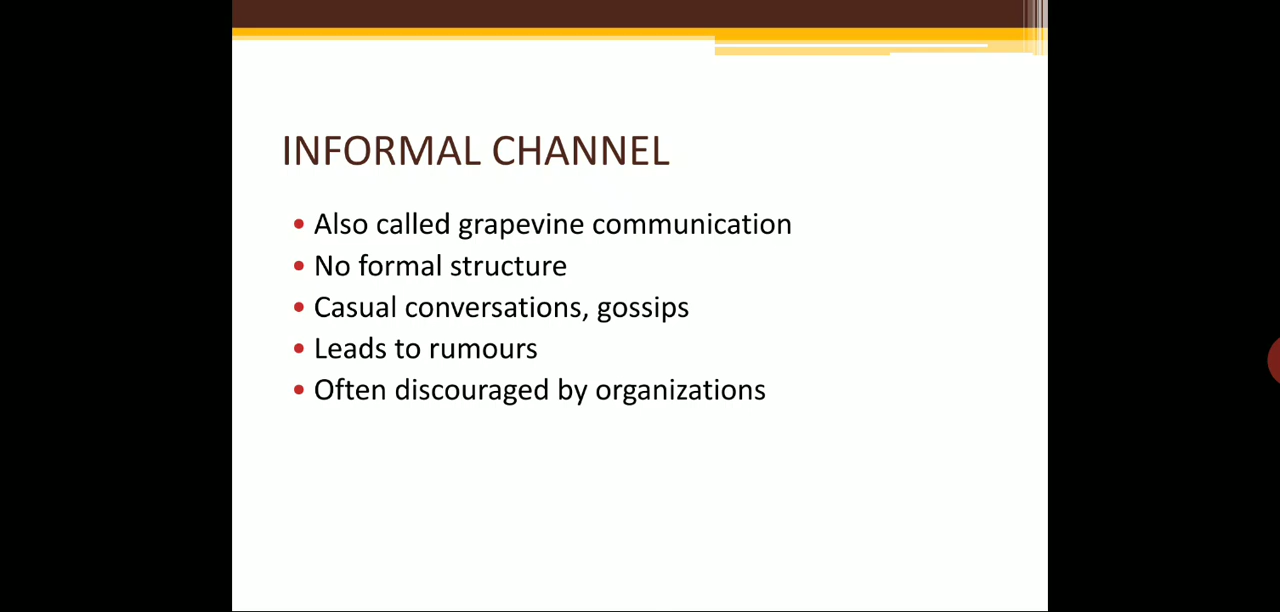 INFORMAL CHANNEL
• Also called grapevine communication
• No formal structure
• Casual conversations, gossips
• Leads to rumours
• Often discouraged by organizations